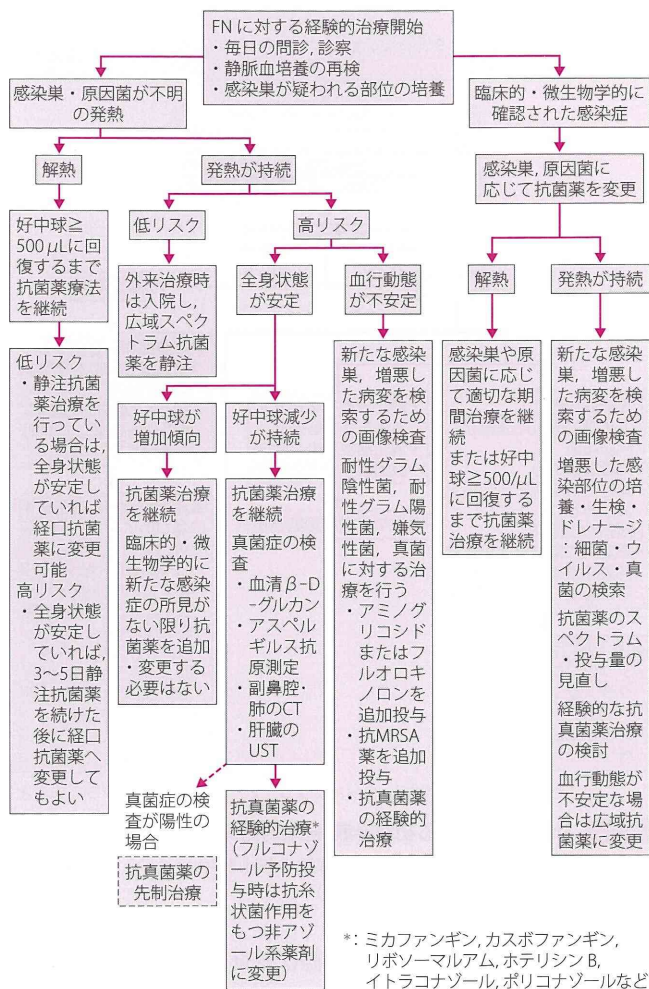 FNに対する経験的治療開始
・毎日の問診, 診察
・静脈血培養の再検
・感染巣が疑われる部位の培養
感染巣・原因菌が不明
の発熱
臨床的・微生物学的に
確認された感染症
解熱
発熱が持続
感染巣, 原因菌に
応じて抗菌薬を変更
好中球≧
500 μLに回
復するまで
抗菌薬療法
を継続
低リスク
高リスク
外来治療時
は入院し,
広域スペク
トラム抗菌
薬を静注
全身状態
が安定
血行動態
が不安定
解熱
発熱が持続
低リスク
・静注抗菌
薬治療を
行ってい
る場合は,
全身状態
が安定し
ていれば
経口抗菌
薬に変更
可能
高リスク
・全身状態
が安定し
ていれば,
3〜5日静
注抗菌薬
を続けた
後に経口
抗菌薬へ
変更して
もよい
好中球が
増加傾向
好中球減少
が持続
抗菌薬治療
を継続
臨床的・微
生物学的に
新たな感染
症の所見が
ない限り抗
菌薬を追加
・変更する
必要はない
抗菌薬治療
を継続
真菌症の検
査
・血清β-D
-グルカン
・アスペル
ギルス抗
原測定
・副鼻腔・
肺のCT
・肝臓の
UST
真菌症の検
査が陽性の
場合
抗真菌薬の
先制治療
抗真菌薬の
経験的治療*
(フルコナゾ
ール予防投
与時は抗糸
状菌作用を
もつ非アゾ
ール系薬剤
に変更)
新たな感染
巣, 増悪し
た病変を検
索するため
の画像検査
耐性グラム
陰性菌, 耐
性グラム陽
性菌, 嫌気
性菌, 真菌
に対する治
療を行う
・アミノグ
リコシド
またはフ
ルオロキ
ノロンを
追加投与
・抗MRSA
薬を追加
投与
・抗真菌薬
の経験的
治療
感染巣や原
因菌に応じ
て適切な期
間治療を継
続
または好中
球≧500/μL
に回復する
まで抗菌薬
治療を継続
新たな感染
巣, 増悪し
た病変を検
索するため
の画像検査
増悪した感
染部位の
培養・生検・
ドレナージ
：細菌・ウ
イルス・真
菌の検索
抗菌薬のス
ペクトラム
・投与量の
見直し
経験的な抗
真菌薬治療
の検討
血行動態が
不安定な場
合は広域抗
菌薬に変更
*：ミカファンギン, カスポファンギン,
リポソーマルアム, ホテリシン B,
イトラコナゾール, ボリコナゾールなど